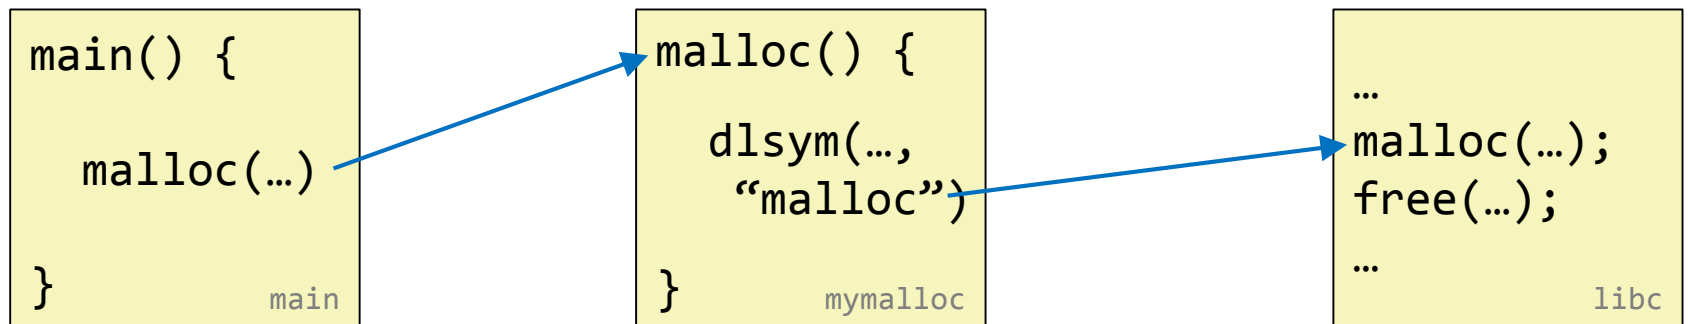 main() {
malloc(…)
}
main
malloc() {
dlsym(…,
“malloc”)
}
mymalloc
…
malloc(…);
free(…);
…
libc